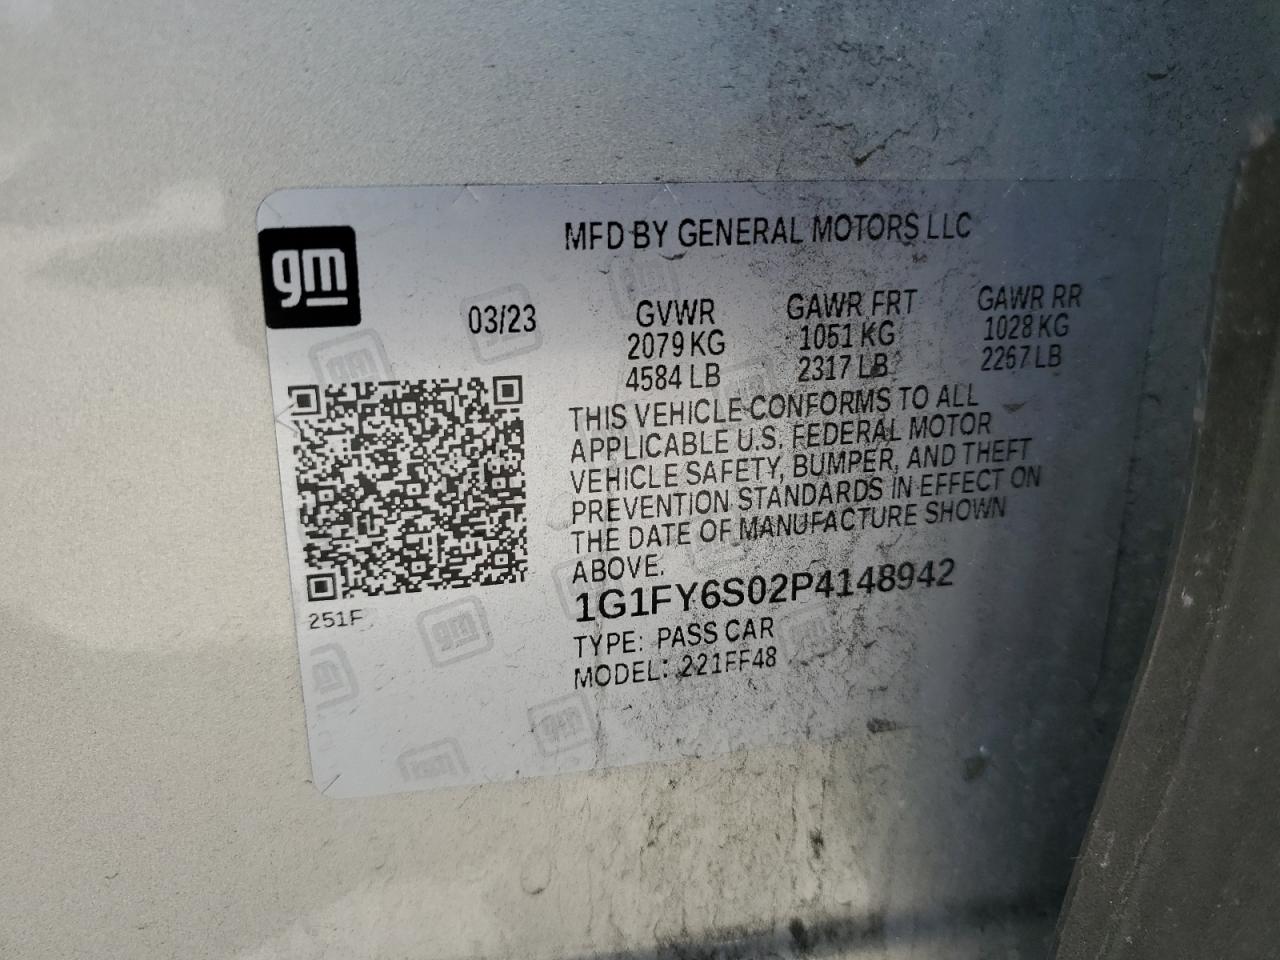 gm
MFD BY GENERAL MOTORS LLC
03/23 GVWR GAWR FRT GAWR RR
2079 KG 1051 KG 1028 KG
4584 LB 2317 LB 2267 LB
THIS VEHICLE CONFORMS TO ALL
APPLICABLE U.S. FEDERAL MOTOR
VEHICLE SAFETY, BUMPER, AND THEFT
PREVENTION STANDARDS IN EFFECT ON
THE DATE OF MANUFACTURE SHOWN
ABOVE.
1G1FY6S02P4148942
251F
TYPE: PASS CAR
MODEL: 221FF48